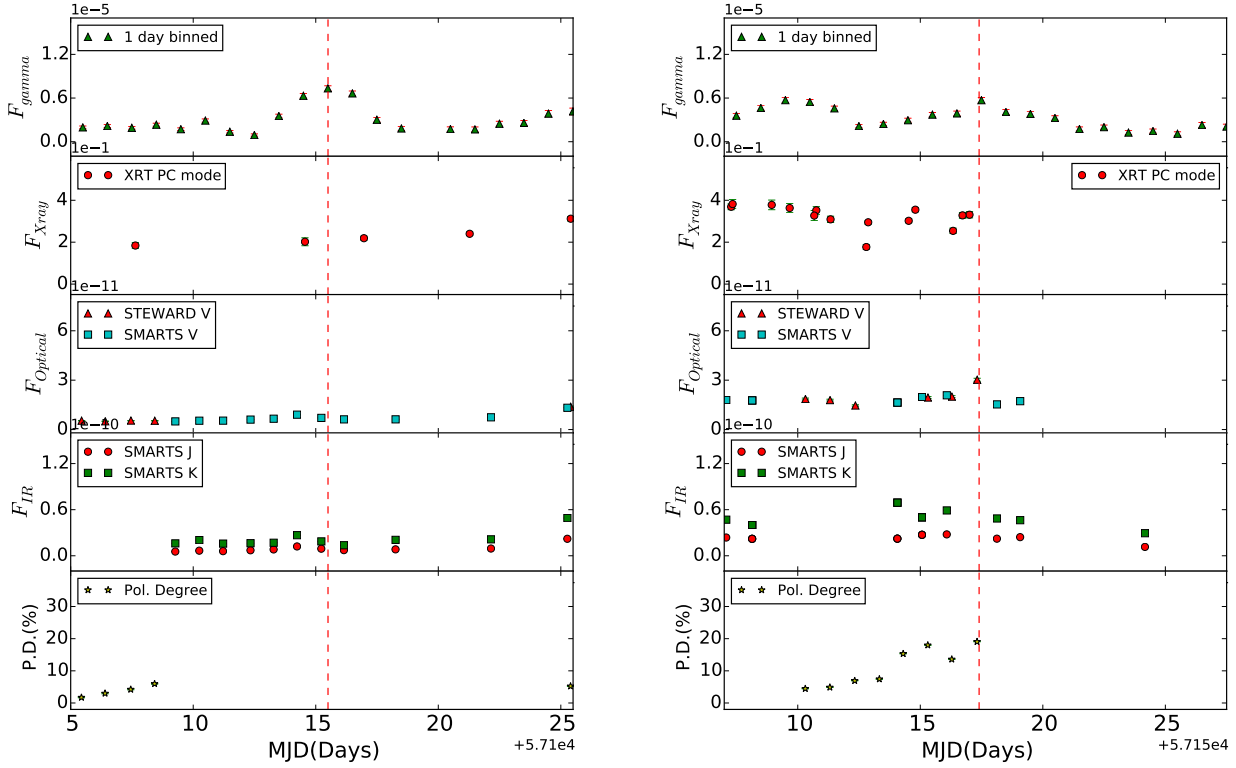 1.2
0.6
0.0
F_gamma
1 day binned
1e-5
4
2
0
F_Xray
XRT PC mode
1e-1
6
3
0
F_Optical
STEWARD V
SMARTS V
1e-11
1.2
0.6
0.0
F_IR
SMARTS J
SMARTS K
1e-10
30
20
10
0
P.D.(%)
Pol. Degree
5 10 15 20 25
MJD(Days)
+5.71e4
1.2
0.6
0.0
F_gamma
1 day binned
1e-5
4
2
0
F_Xray
XRT PC mode
1e-1
6
3
0
F_Optical
STEWARD V
SMARTS V
1e-11
1.2
0.6
0.0
F_IR
SMARTS J
SMARTS K
1e-10
30
20
10
0
P.D.(%)
Pol. Degree
10 15 20 25
MJD(Days)
+5.715e4